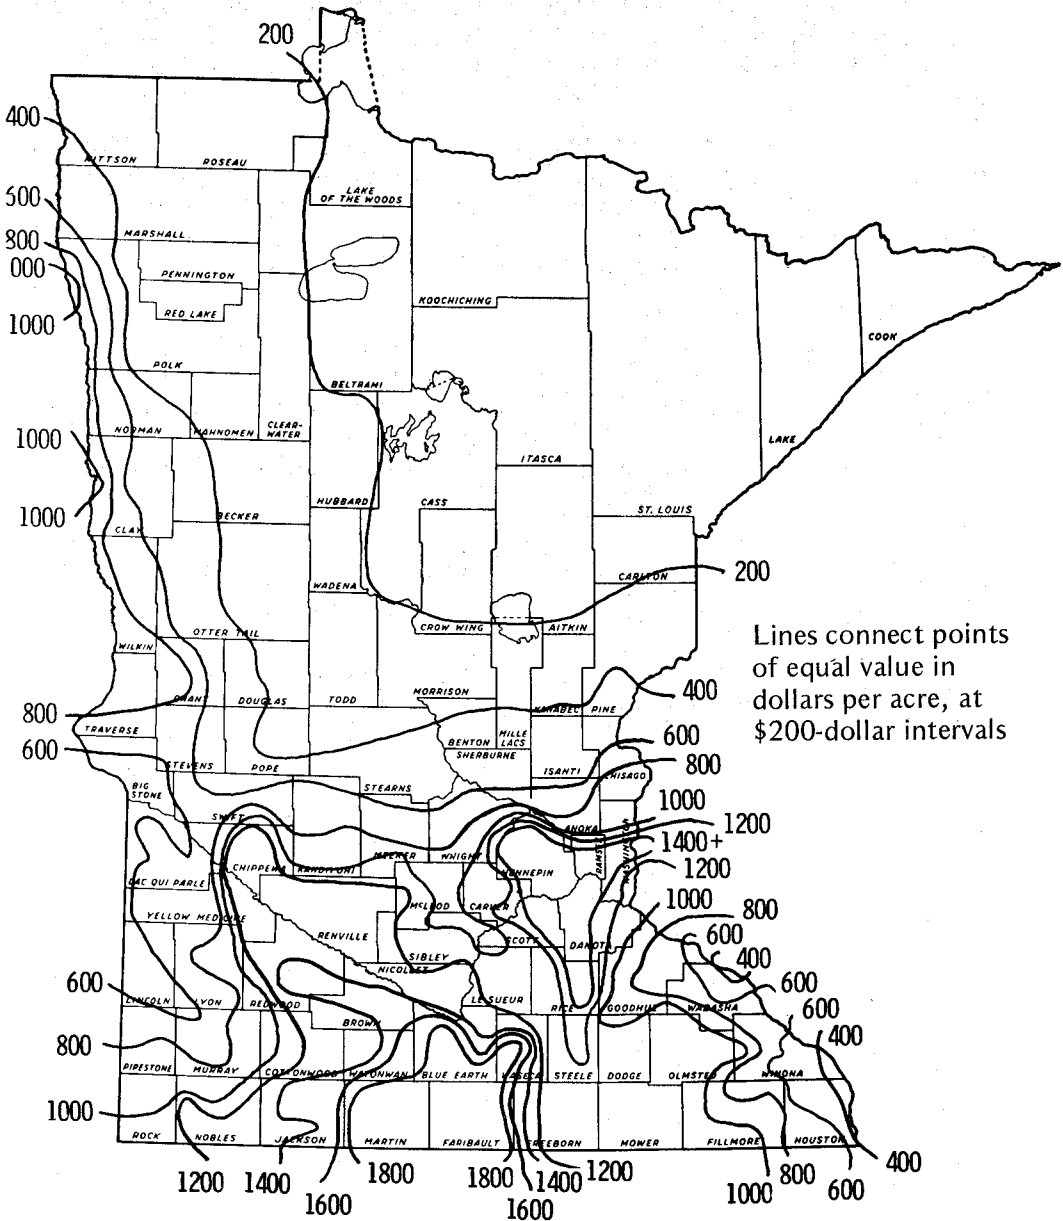 200
400
KITTSON
ROSEAU
LAKE
OF THE WOODS
600
MARSHALL
800
000
PENNINGTON
RED LAKE
KOOCHICHING
1000
COOK
POLK
BELTRAMI
NORMAN
MAHNOMEN
CLEAR-
WATER
1000
LAKE
ITASCA
HUBBARD
CASS
1000
ST. LOUIS
BECKER
CLAY
200
CARLTON
WADENA
CROW WING
AITKIN
OTTER TAIL
WILKIN
Lines connect points
of equal value in
dollars per acre, at
$200-dollar intervals
400
GRANT
DOUGLAS
TODD
MORRISON
KANABEC
PINE
800
TRAVERSE
600
MILLE
LACS
BENTON
SHERBURNE
600
STEVENS
POPE
ISANTI
CHISAGO
800
BIG
STONE
STEARNS
1000
SWIFT
ANOKA
1200
RAMSEY
WASHINGTON
1400+
MEEKER
WRIGHT
CHIPPEWA
KANDIYOHI
HENNEPIN
1200
LAC QUI PARLE
1000
MCLEOD
CARVER
800
YELLOW MEDICINE
RENVILLE
SCOTT
DAKOTA
600
SIBLEY
400
NICOLLET
600
600
LINCOLN
LYON
REDWOOD
LE SUEUR
RICE
GOODHUE
WABASHA
600
BROWN
400
800
PIPESTONE
MURRAY
COTTONWOOD
WATONWAN
BLUE EARTH
WASECA
STEELE
DODGE
OLMSTED
WINONA
1000
ROCK
NOBLES
JACKSON
MARTIN
FARIBAULT
FREEBORN
MOWER
FILLMORE
HOUSTON
400
1200
1400
1600
1800
1800
1600
1400
1200
1000
800
600